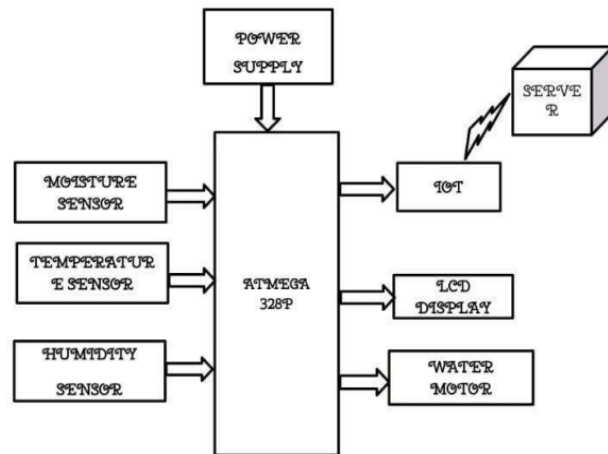 POWER
SUPPLY
SERVE
R
MOISTURE
SENSOR
IOT
TEMPERATUR
E SENSOR
ATMEGA
328P
LCD
DISPLAY
HUMIDITY
SENSOR
WATER
MOTOR